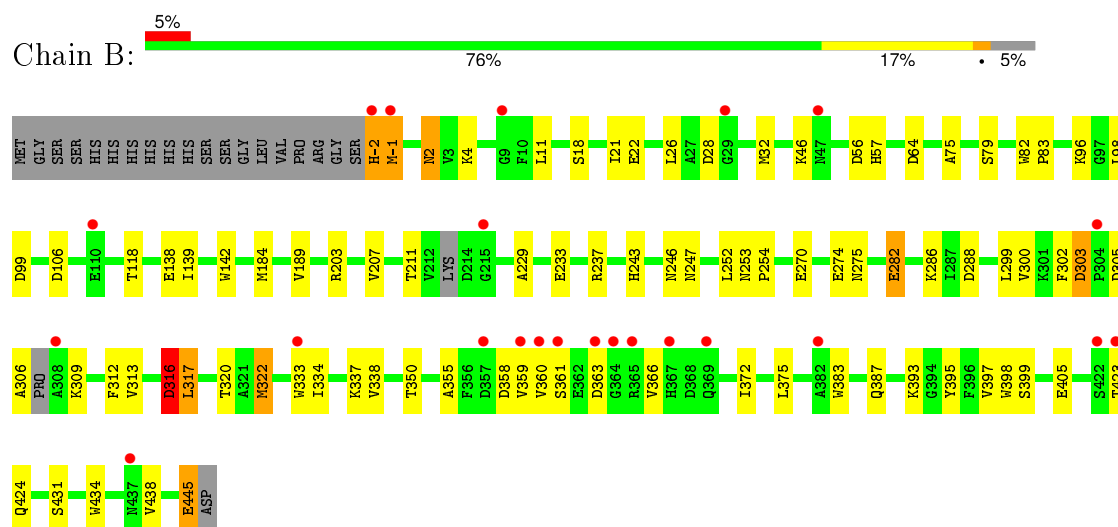 5%
Chain B:
76% 17% • 5%
MET GLY SER SER HIS HIS HIS HIS HIS HIS HIS SER SER GLY LEU VAL PRO ARG GLY SER H-2 M-1 N2 V3 K4 G9 F10 L11 S18 I21 E22 L26 A27 D28 G29 M32 K46 N47 D56 H57 D64 A75 S79 W82 P83 K96 G97 I98
D99 D106 E110 T118 E138 I139 W142 M184 V189 R203 V207 T211 V212 LYS D214 G215 A229 E233 R237 H243 N246 N247 L252 N253 P254 E270 E274 N275 E282 K286 I287 D288 L299 V300 K301 F302 D303 P304 D305
A306 PRO A308 K309 F312 V313 D316 L317 T320 A321 M322 W333 I334 K337 V338 T350 A355 F356 D357 D358 V359 V360 S361 E362 D363 G364 R365 V366 H367 D368 Q369 I372 L375 A382 W383 Q387 K393 G394 Y395 F396 V397 W398 S399 E405 S422 T423
Q424 S431 W434 N437 V438 E445 ASP